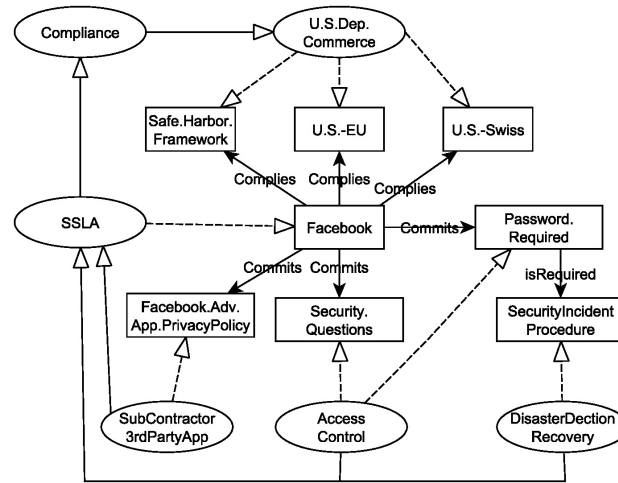 Compliance
U.S.Dep.
Commerce
Safe.Harbor.
Framework
U.S.-EU
U.S.-Swiss
Complies
Complies
Complies
SSLA
Facebook
Commits
Password.
Required
Commits
Commits
isRequired
Facebook.Adv.
App.PrivacyPolicy
Security.
Questions
SecurityIncident
Procedure
SubContractor
3rdPartyApp
Access
Control
DisasterDection
Recovery